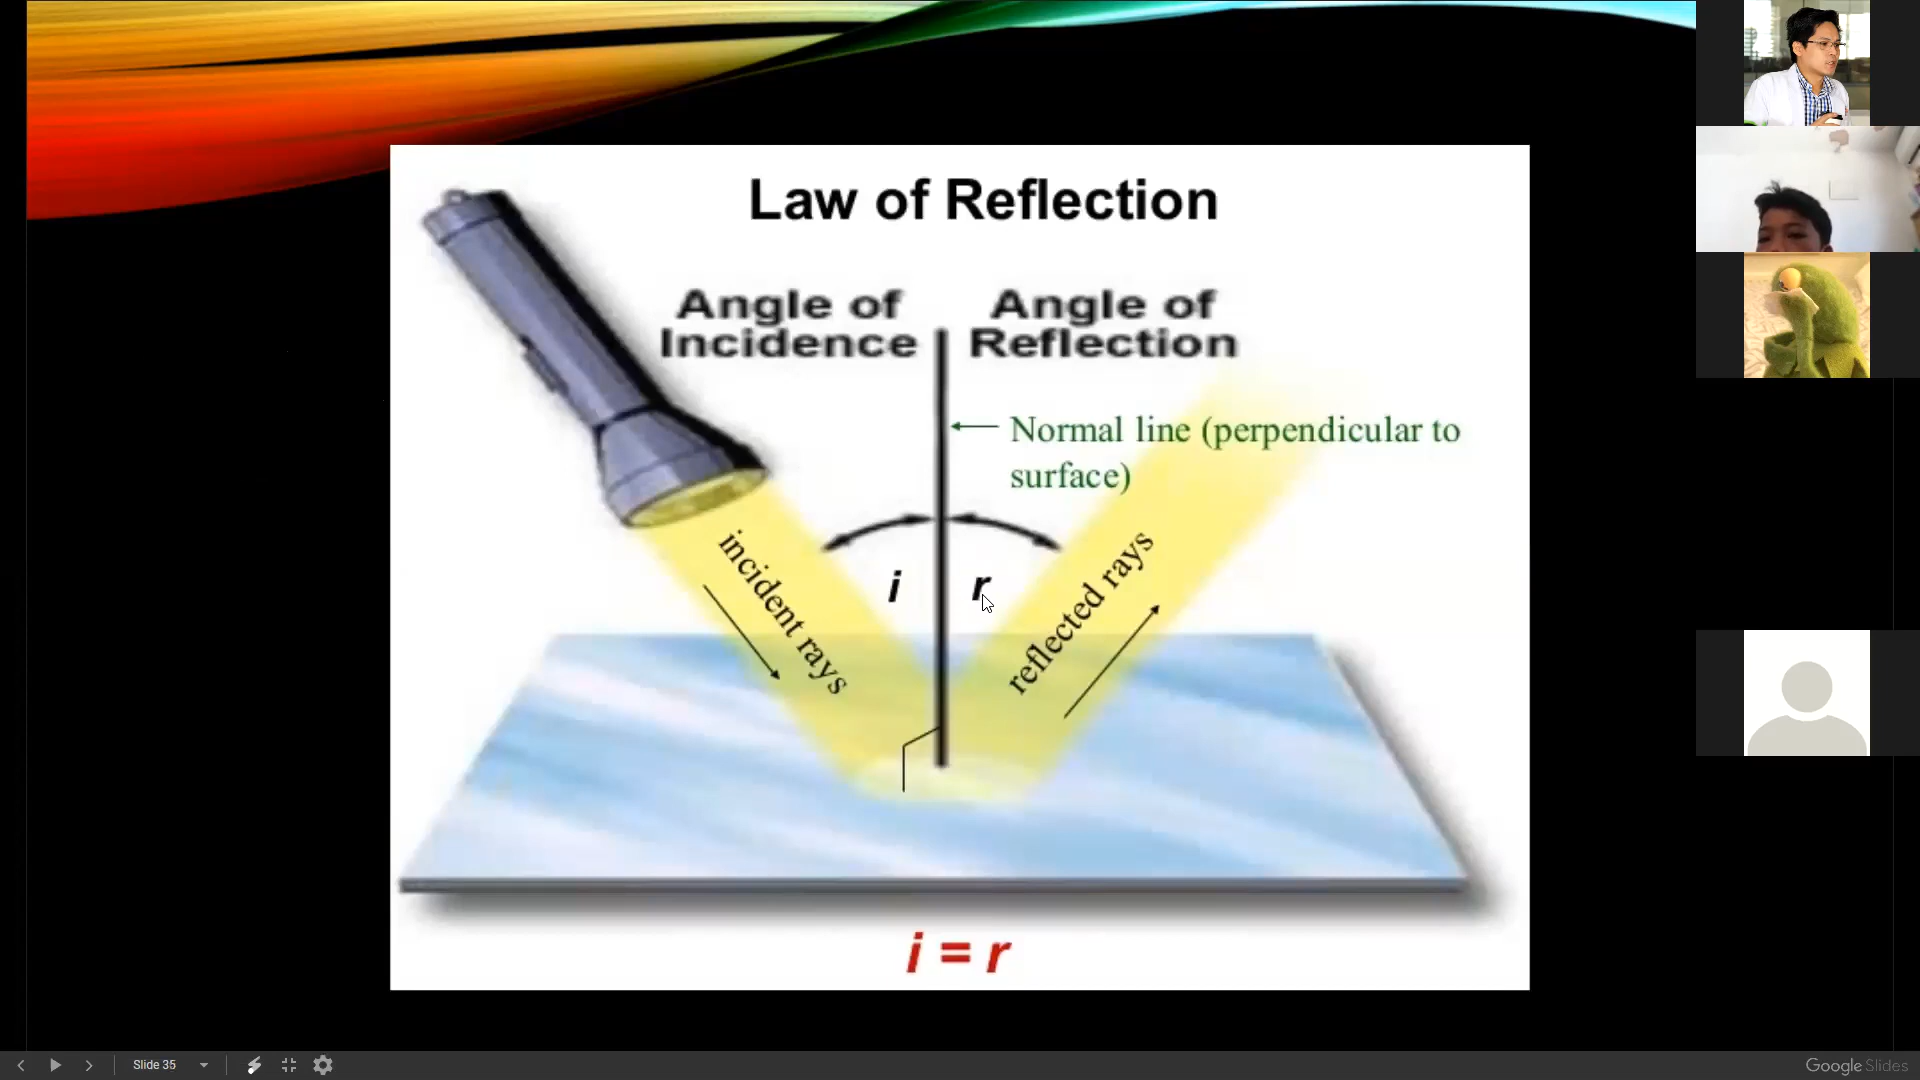 Law of Reflection
Angle of
Incidence
Angle of
Reflection
Normal line (perpendicular to
surface)
incident rays
i
r
reflected rays
i = r
Slide 35
Google Slides